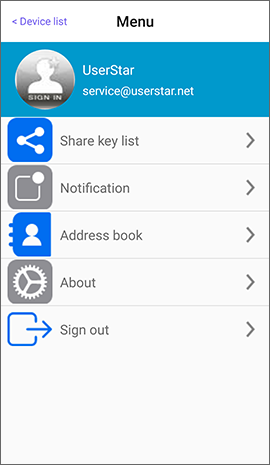 < Device list
Menu
UserStar
SIGN IN
service@userstar.net
Share key list
Notification
Address book
About
Sign out